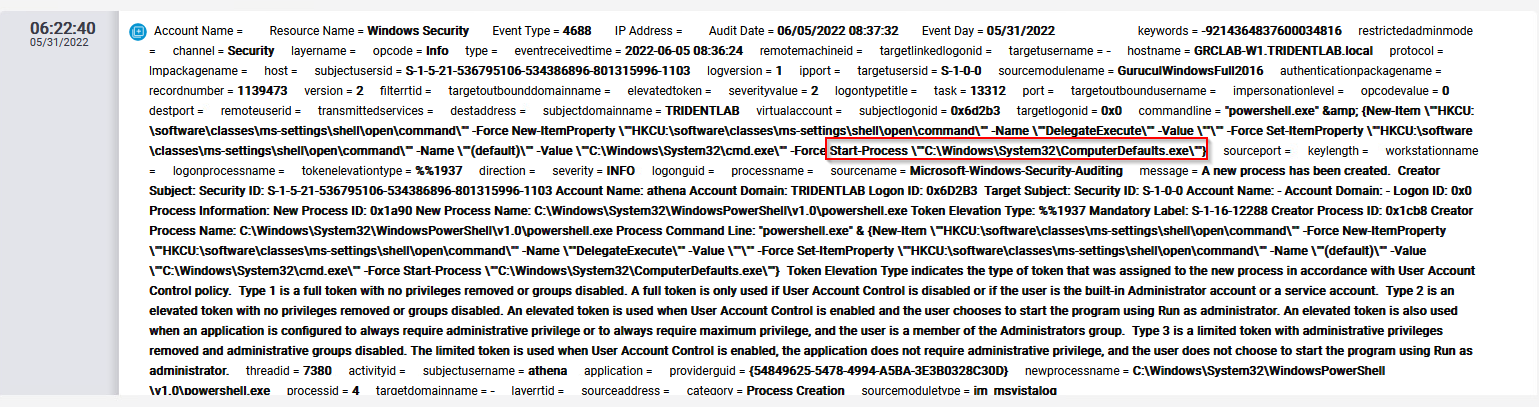 06:22:40
05/31/2022
Account Name = Resource Name = Windows Security Event Type = 4688 IP Address = Audit Date = 06/05/2022 08:37:32 Event Day = 05/31/2022 keywords = -9214364837600034816 restrictedadminmode
= channel = Security layername = opcode = Info type = eventreceivedtime = 2022-06-05 08:36:24 remotemachineid = targetlinkedlogonid = targetusername = - hostname = GRCLAB-W1.TRIDENTLAB.local protocol =
lmpackagename = host = subjectusersid = S-1-5-21-536795106-534386896-801315996-1103 logversion = 1 ipport = targetusersid = S-1-0-0 sourcemodulename = GuruculWindowsFull2016 authenticationpackagename =
recordnumber = 1139473 version = 2 filterrtid = targetoutbounddomainname = elevatedtoken = severityvalue = 2 logontypetitle = task = 13312 port = targetoutboundusername = impersonationlevel = opcodevalue = 0
destport = remoteuserid = transmittedservices = destaddress = subjectdomainname = TRIDENTLAB virtualaccount = subjectlogonid = 0x6d2b3 targetlogonid = 0x0 commandline = "powershell.exe" &amp; {New-Item \""HKCU:
\software\classes\ms-settings\shell\open\command\"" -Force New-ItemProperty \""HKCU:\software\classes\ms-settings\shell\open\command\"" -Name \""DelegateExecute\"" -Value \""\"" -Force Set-ItemProperty \""HKCU:\software
\classes\ms-settings\shell\open\command\"" -Name \""(default)\"" -Value \""C:\Windows\System32\cmd.exe\"" -Force Start-Process \""C:\Windows\System32\ComputerDefaults.exe\""} sourceport = keylength = workstationname
= logonprocessname = tokenelevationtype = %%1937 direction = severity = INFO logonguid = processname = sourcename = Microsoft-Windows-Security-Auditing message = A new process has been created. Creator
Subject: Security ID: S-1-5-21-536795106-534386896-801315996-1103 Account Name: athena Account Domain: TRIDENTLAB Logon ID: 0x6D2B3 Target Subject: Security ID: S-1-0-0 Account Name: - Account Domain: - Logon ID: 0x0
Process Information: New Process ID: 0x1a90 New Process Name: C:\Windows\System32\WindowsPowerShell\v1.0\powershell.exe Token Elevation Type: %%1937 Mandatory Label: S-1-16-12288 Creator Process ID: 0x1cb8 Creator
Process Name: C:\Windows\System32\WindowsPowerShell\v1.0\powershell.exe Process Command Line: "powershell.exe" & {New-Item \""HKCU:\software\classes\ms-settings\shell\open\command\"" -Force New-ItemProperty
\""HKCU:\software\classes\ms-settings\shell\open\command\"" -Name \""DelegateExecute\"" -Value \""\"" -Force Set-ItemProperty \""HKCU:\software\classes\ms-settings\shell\open\command\"" -Name \""(default)\"" -Value
\""C:\Windows\System32\cmd.exe\"" -Force Start-Process \""C:\Windows\System32\ComputerDefaults.exe\""} Token Elevation Type indicates the type of token that was assigned to the new process in accordance with User Account
Control policy. Type 1 is a full token with no privileges removed or groups disabled. A full token is only used if User Account Control is disabled or if the user is the built-in Administrator account or a service account. Type 2 is an
elevated token with no privileges removed or groups disabled. An elevated token is used when User Account Control is enabled and the user chooses to start the program using Run as administrator. An elevated token is also used
when an application is configured to always require administrative privilege or to always require maximum privilege, and the user is a member of the Administrators group. Type 3 is a limited token with administrative privileges
removed and administrative groups disabled. The limited token is used when User Account Control is enabled, the application does not require administrative privilege, and the user does not choose to start the program using Run as
administrator. threadid = 7380 activityid = subjectusername = athena application = providerguid = {54849625-5478-4994-A5BA-3E3B0328C30D} newprocessname = C:\Windows\System32\WindowsPowerShell
\v1.0\powershell.exe processid = 4 targetdomainname = - layerrtid = sourceaddress = category = Process Creation sourcemoduletype = im_msvistalog